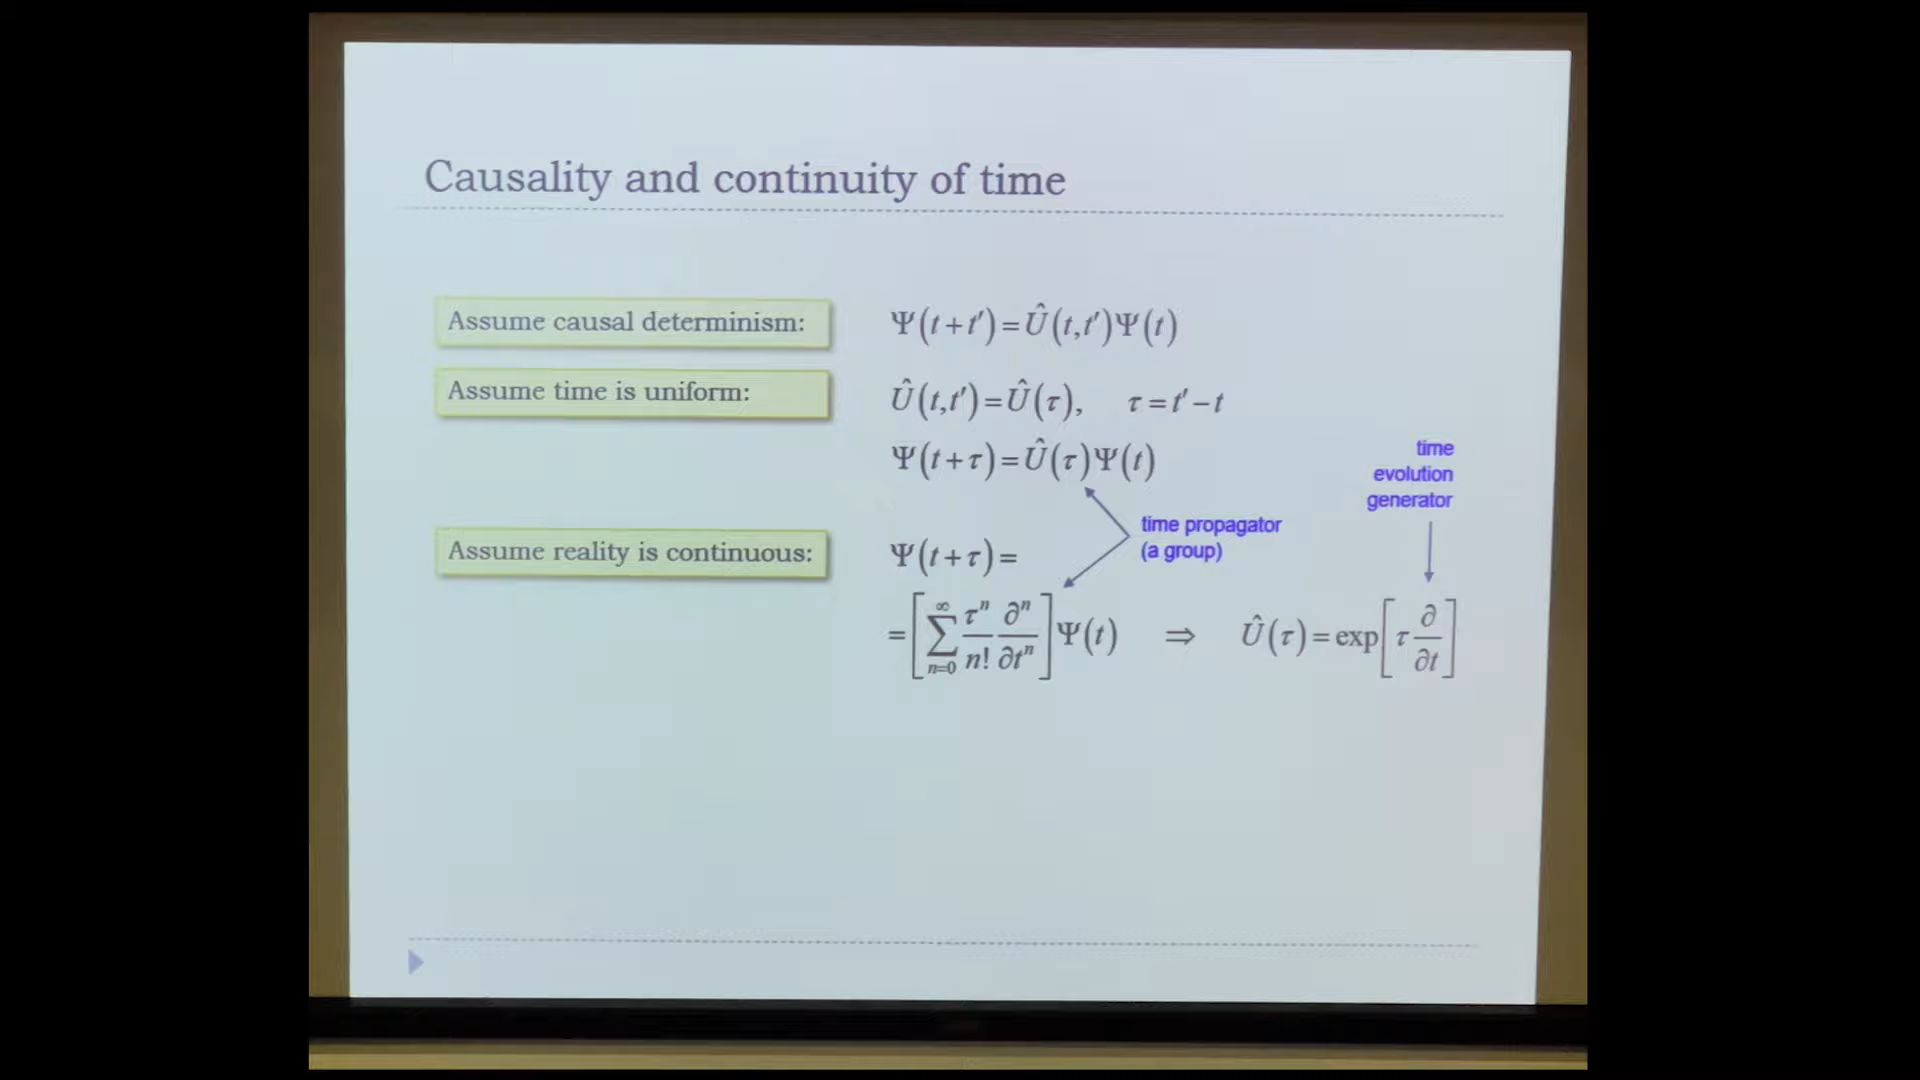 Causality and continuity of time
Assume causal determinism:
Ψ(t+t′)=Û(t,t′)Ψ(t)
Assume time is uniform:
Û(t,t′)=Û(τ), τ=t′−t
Ψ(t+τ)=Û(τ)Ψ(t)
time
evolution
generator
time propagator
(a group)
Assume reality is continuous:
Ψ(t+τ)=
=[∑_{n=0}^{∞} τⁿ/n! ∂ⁿ/∂tⁿ]Ψ(t) ⇒ Û(τ)=exp[τ ∂/∂t]